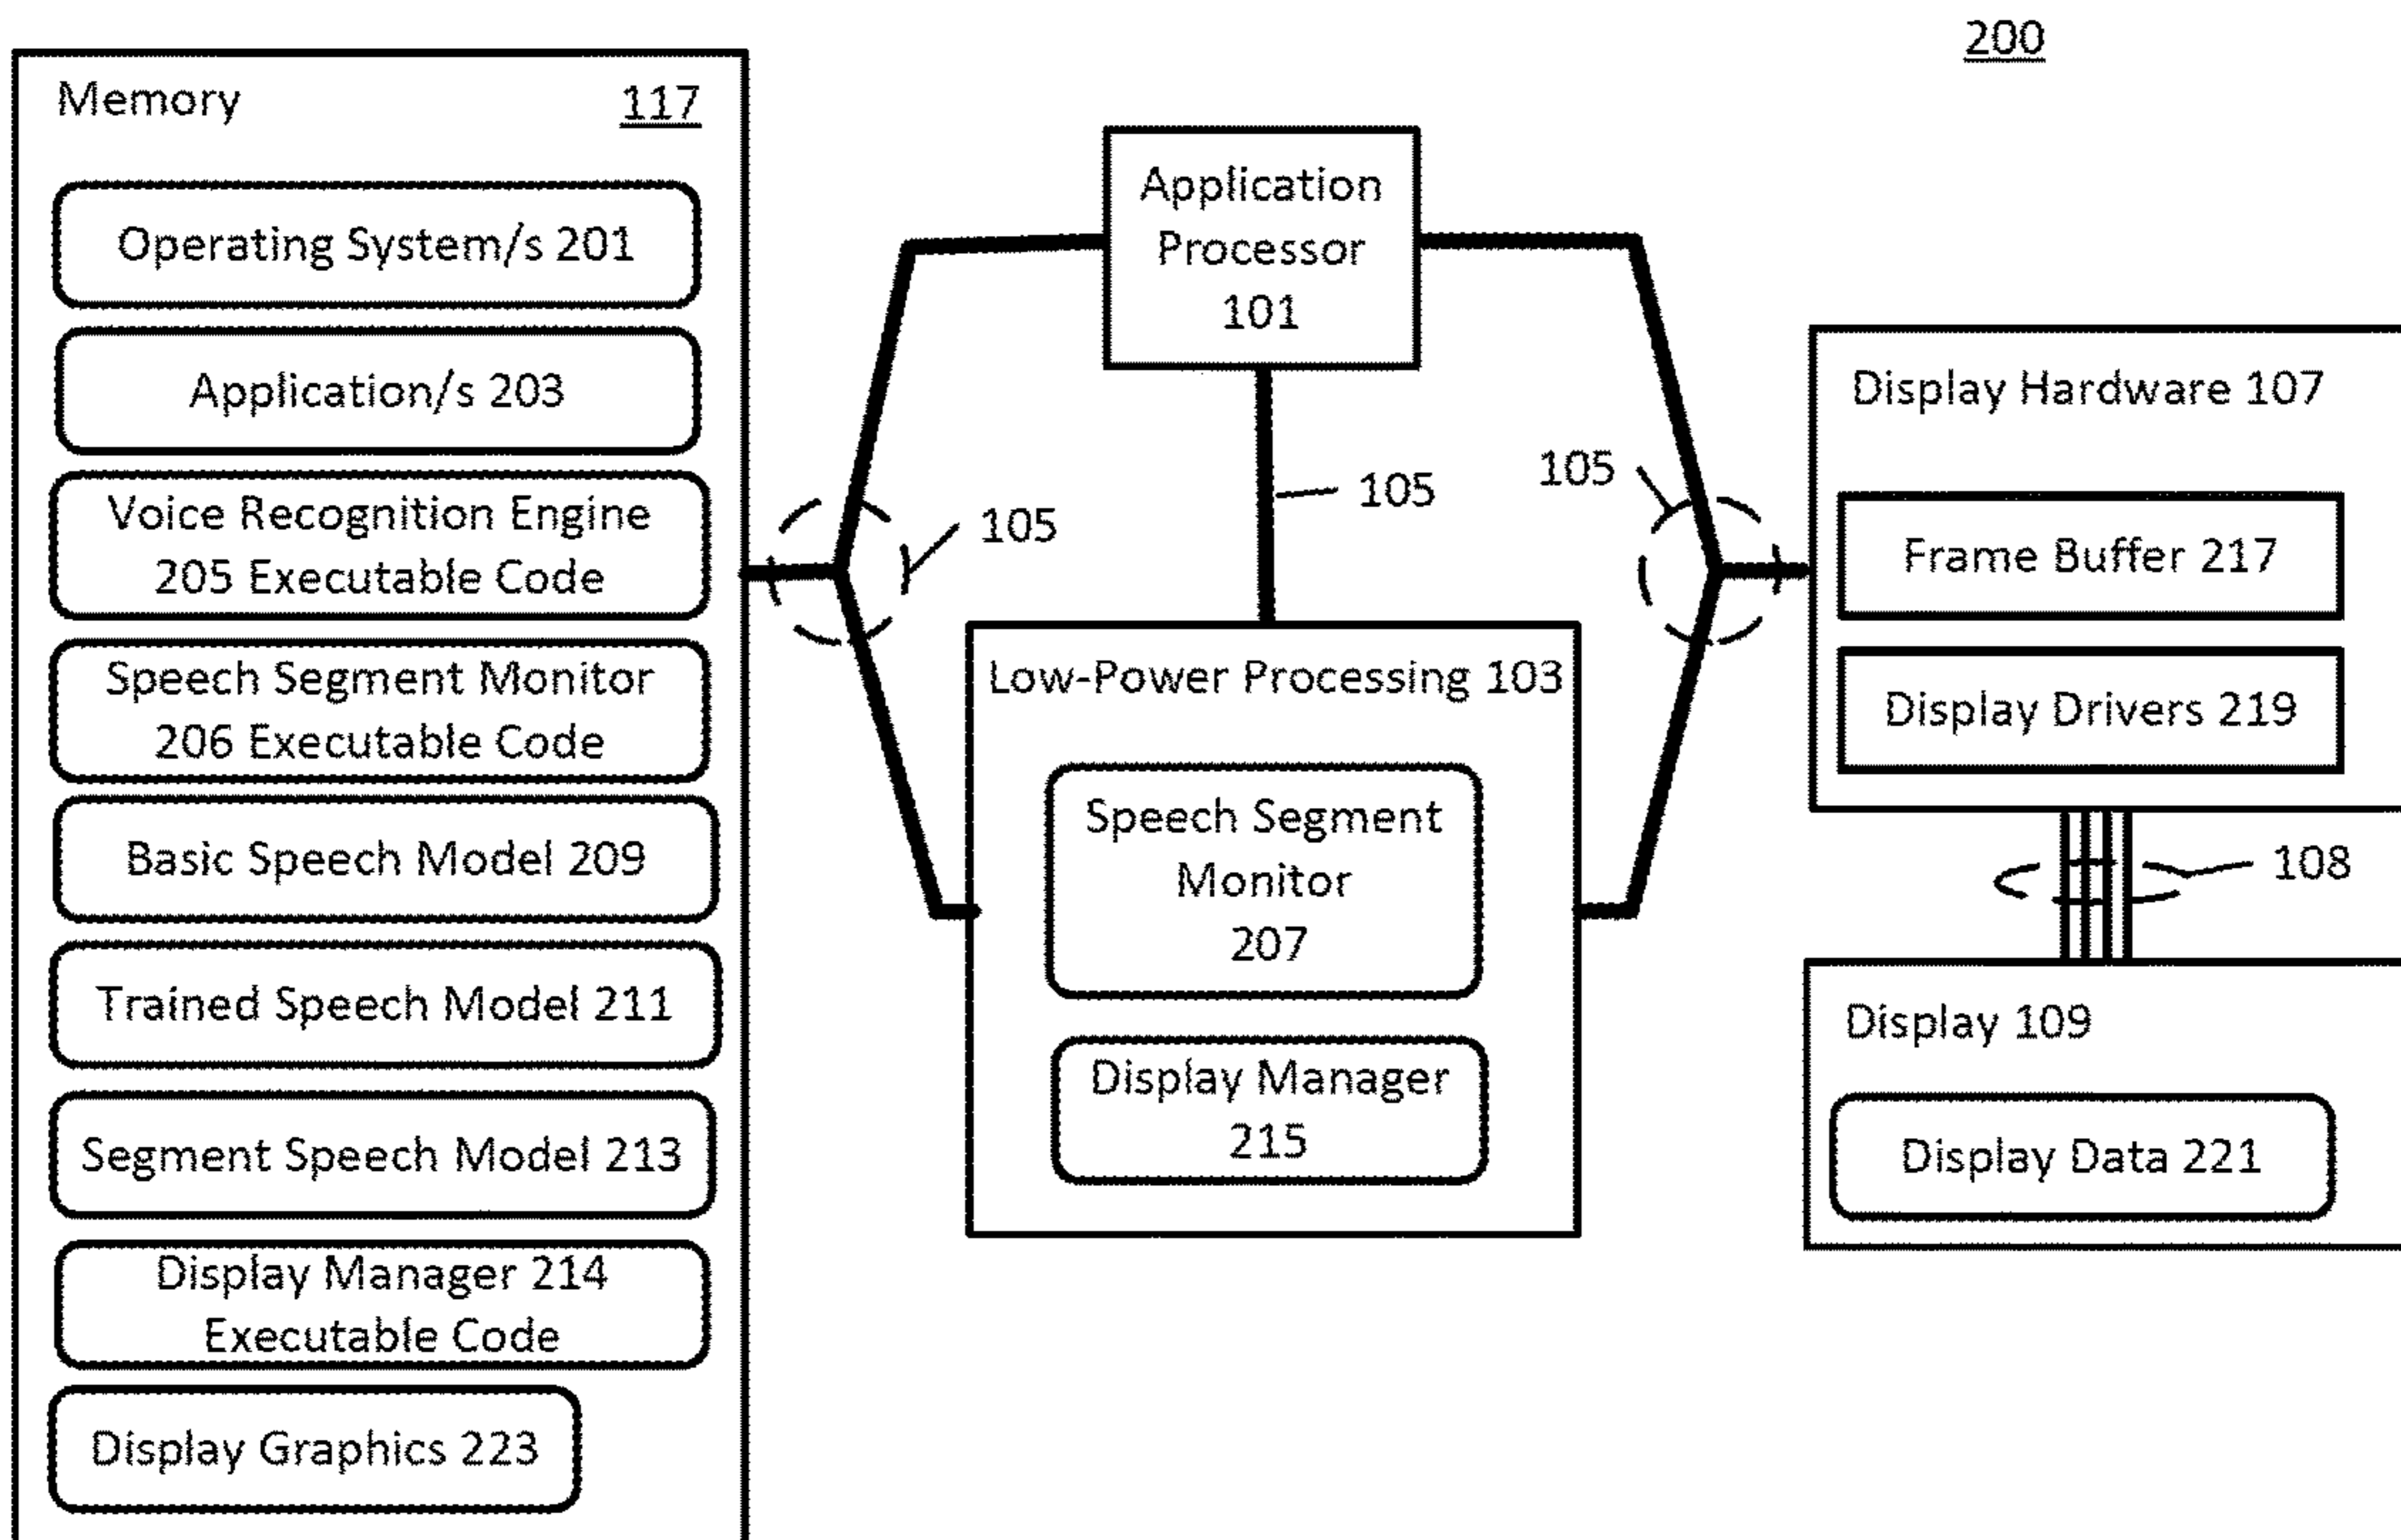 200
Memory
117
Operating System/s 201
Application/s 203
Voice Recognition Engine
205 Executable Code
Speech Segment Monitor
206 Executable Code
Basic Speech Model 209
Trained Speech Model 211
Segment Speech Model 213
Display Manager 214
Executable Code
Display Graphics 223
105
Application
Processor
101
105
105
Low-Power Processing 103
Speech Segment
Monitor
207
Display Manager
215
Display Hardware 107
Frame Buffer 217
Display Drivers 219
108
Display 109
Display Data 221